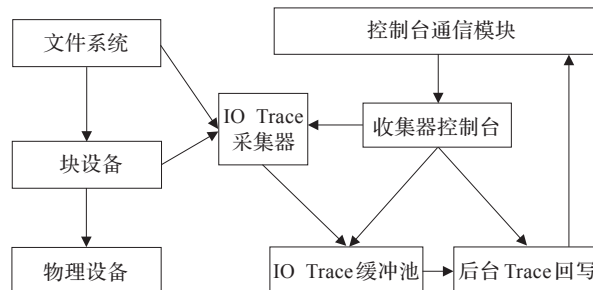 文件系统
控制台通信模块
IO Trace
采集器
收集器控制台
块设备
物理设备
IO Trace缓冲池
后台Trace回写